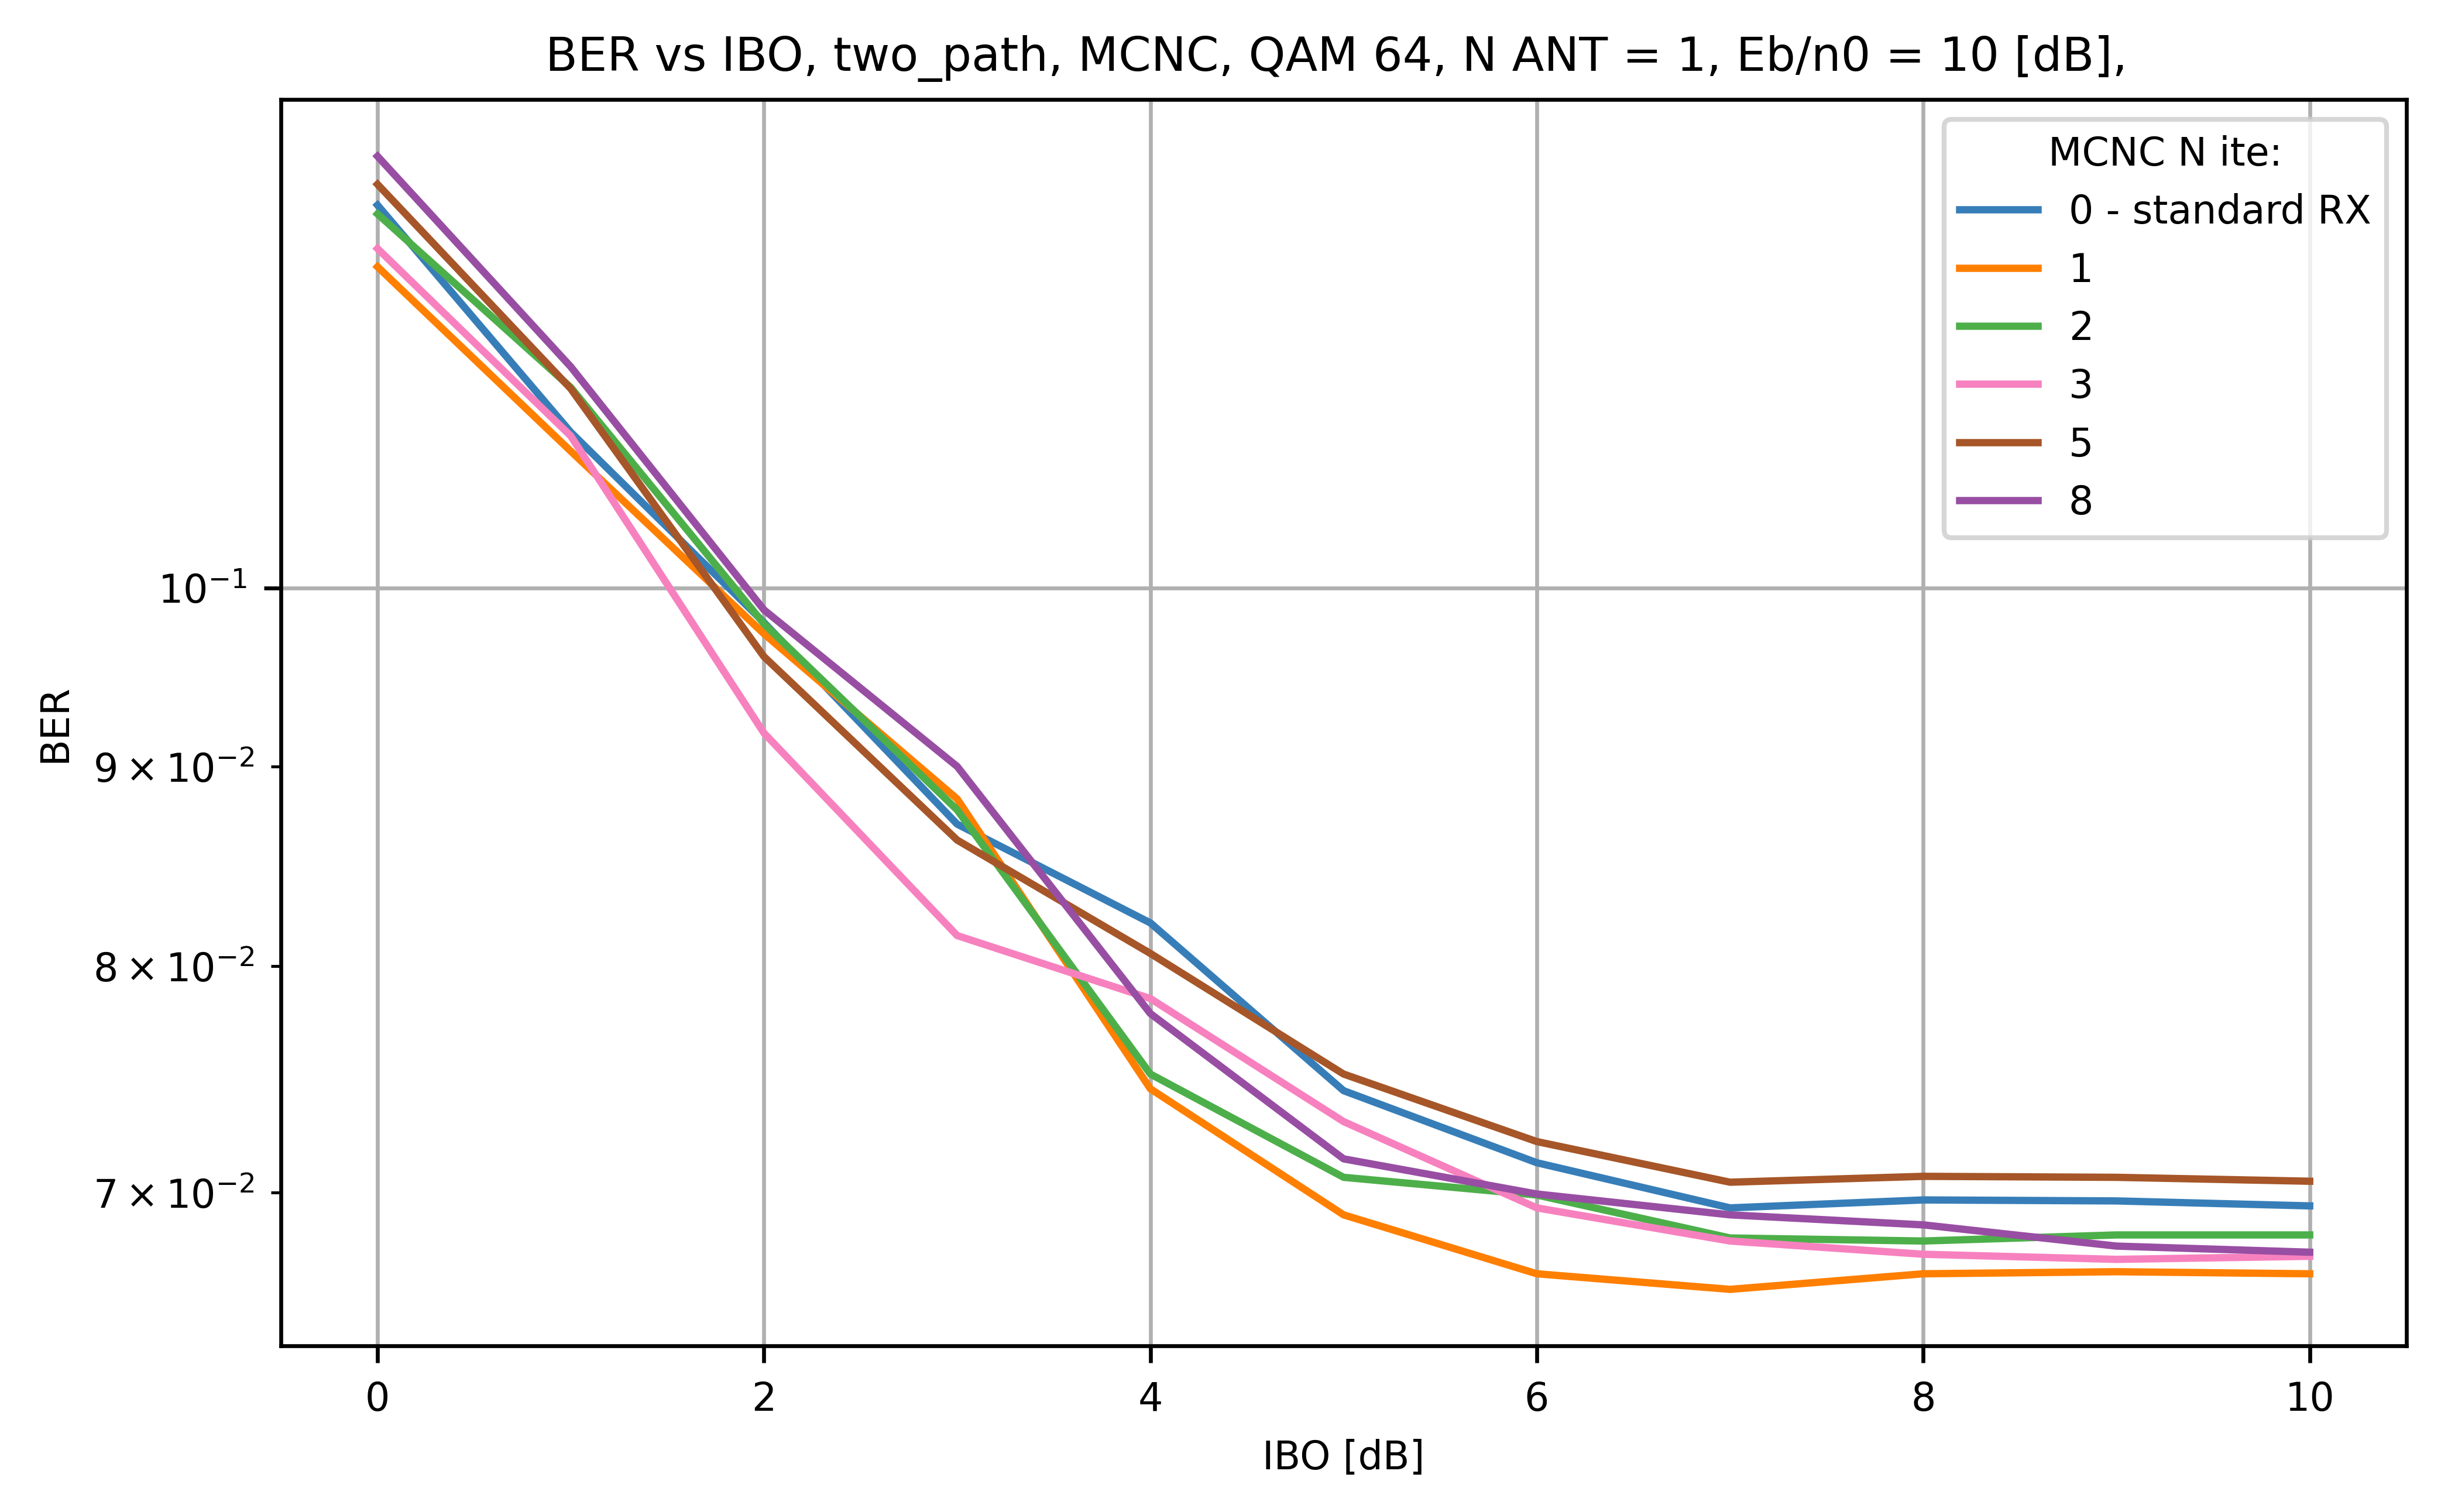 BER vs IBO, two_path, MCNC, QAM 64, N ANT = 1, Eb/n0 = 10 [dB],
MCNC N ite:
0 - standard RX
1
2
3
5
8
BER
10⁻¹
9 × 10⁻²
8 × 10⁻²
7 × 10⁻²
0 2 4 6 8 10
IBO [dB]